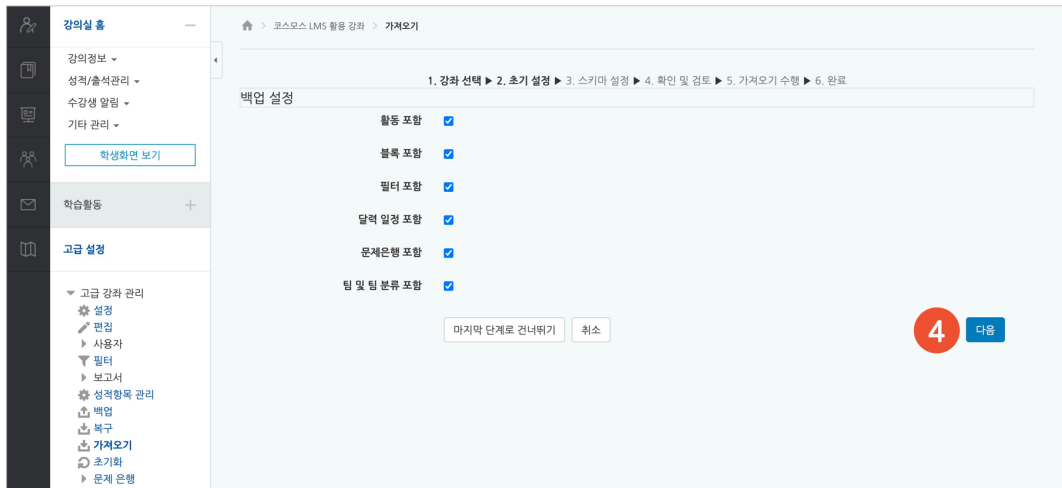 강의실 홈
강의정보
성적/출석관리
수강생 알림
기타 관리
학생화면 보기
학습활동
고급 설정
고급 강좌 관리
설정
편집
사용자
필터
보고서
성적항목 관리
백업
복구
가져오기
초기화
문제 은행
코스모스 LMS 활용 강좌 > 가져오기
1. 강좌 선택 ▶ 2. 초기 설정 ▶ 3. 스키마 설정 ▶ 4. 확인 및 검토 ▶ 5. 가져오기 수행 ▶ 6. 완료
백업 설정
활동 포함
블록 포함
필터 포함
달력 일정 포함
문제은행 포함
팀 및 팀 분류 포함
마지막 단계로 건너뛰기 취소 4 다음